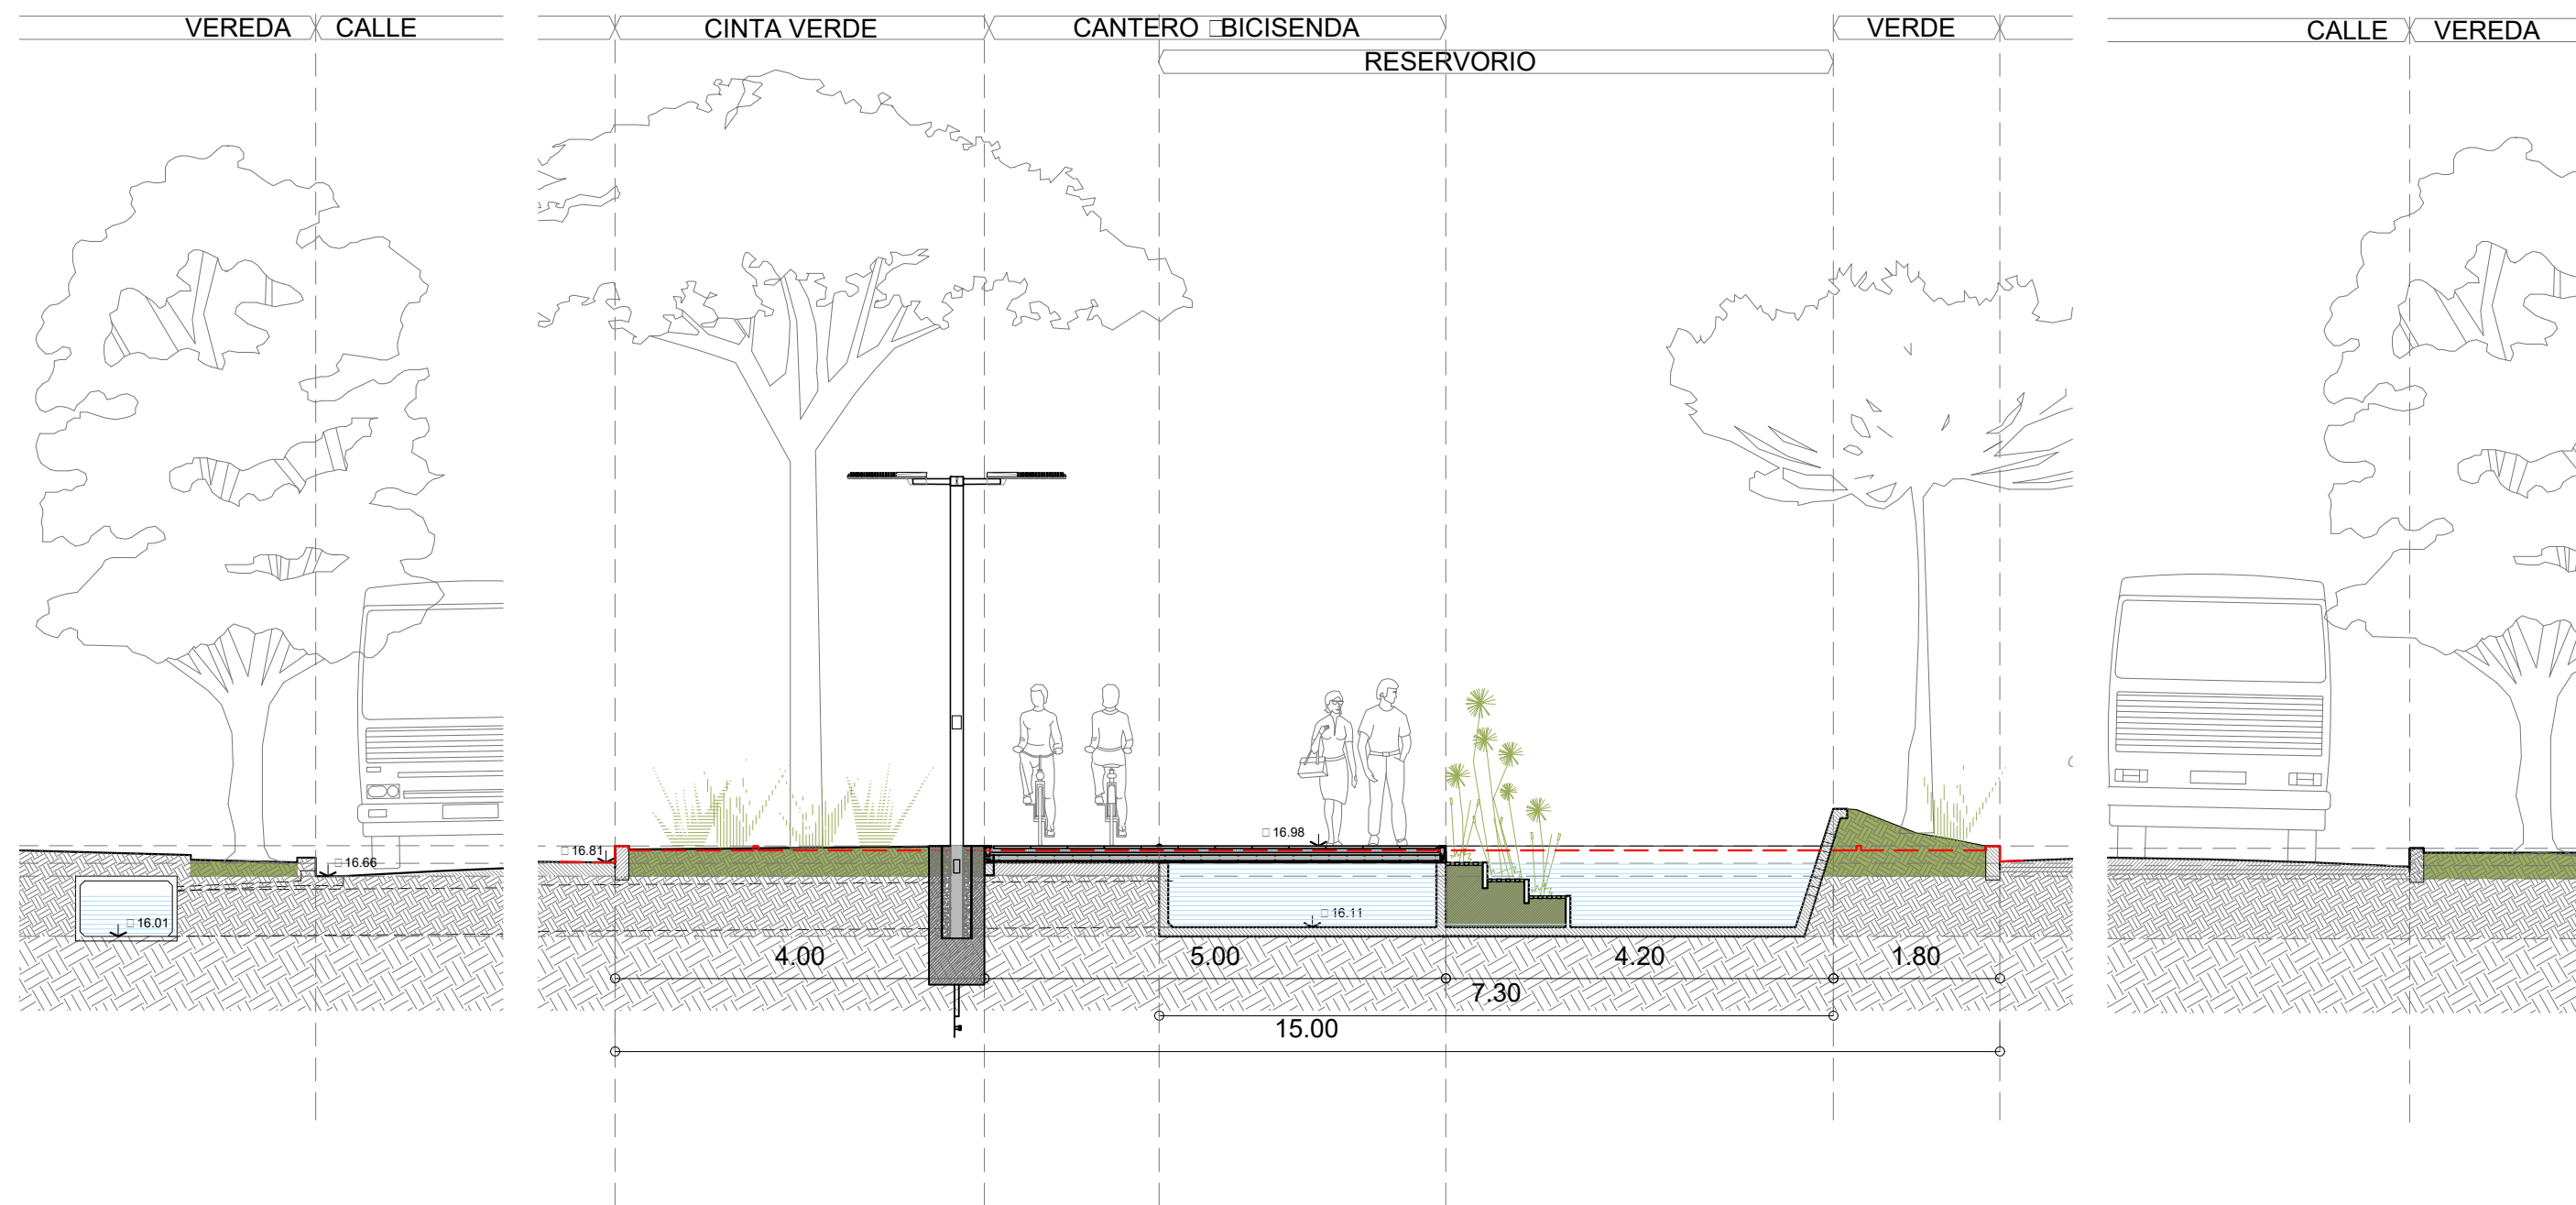 VEREDA CALLE CINTA VERDE CANTERO □BICISENDA VERDE CALLE VEREDA
RESERVORIO
□ 16.98
□ 16.81
□ 16.66
□ 16.11
□ 16.01
4.00 5.00 4.20 1.80
7.30
15.00